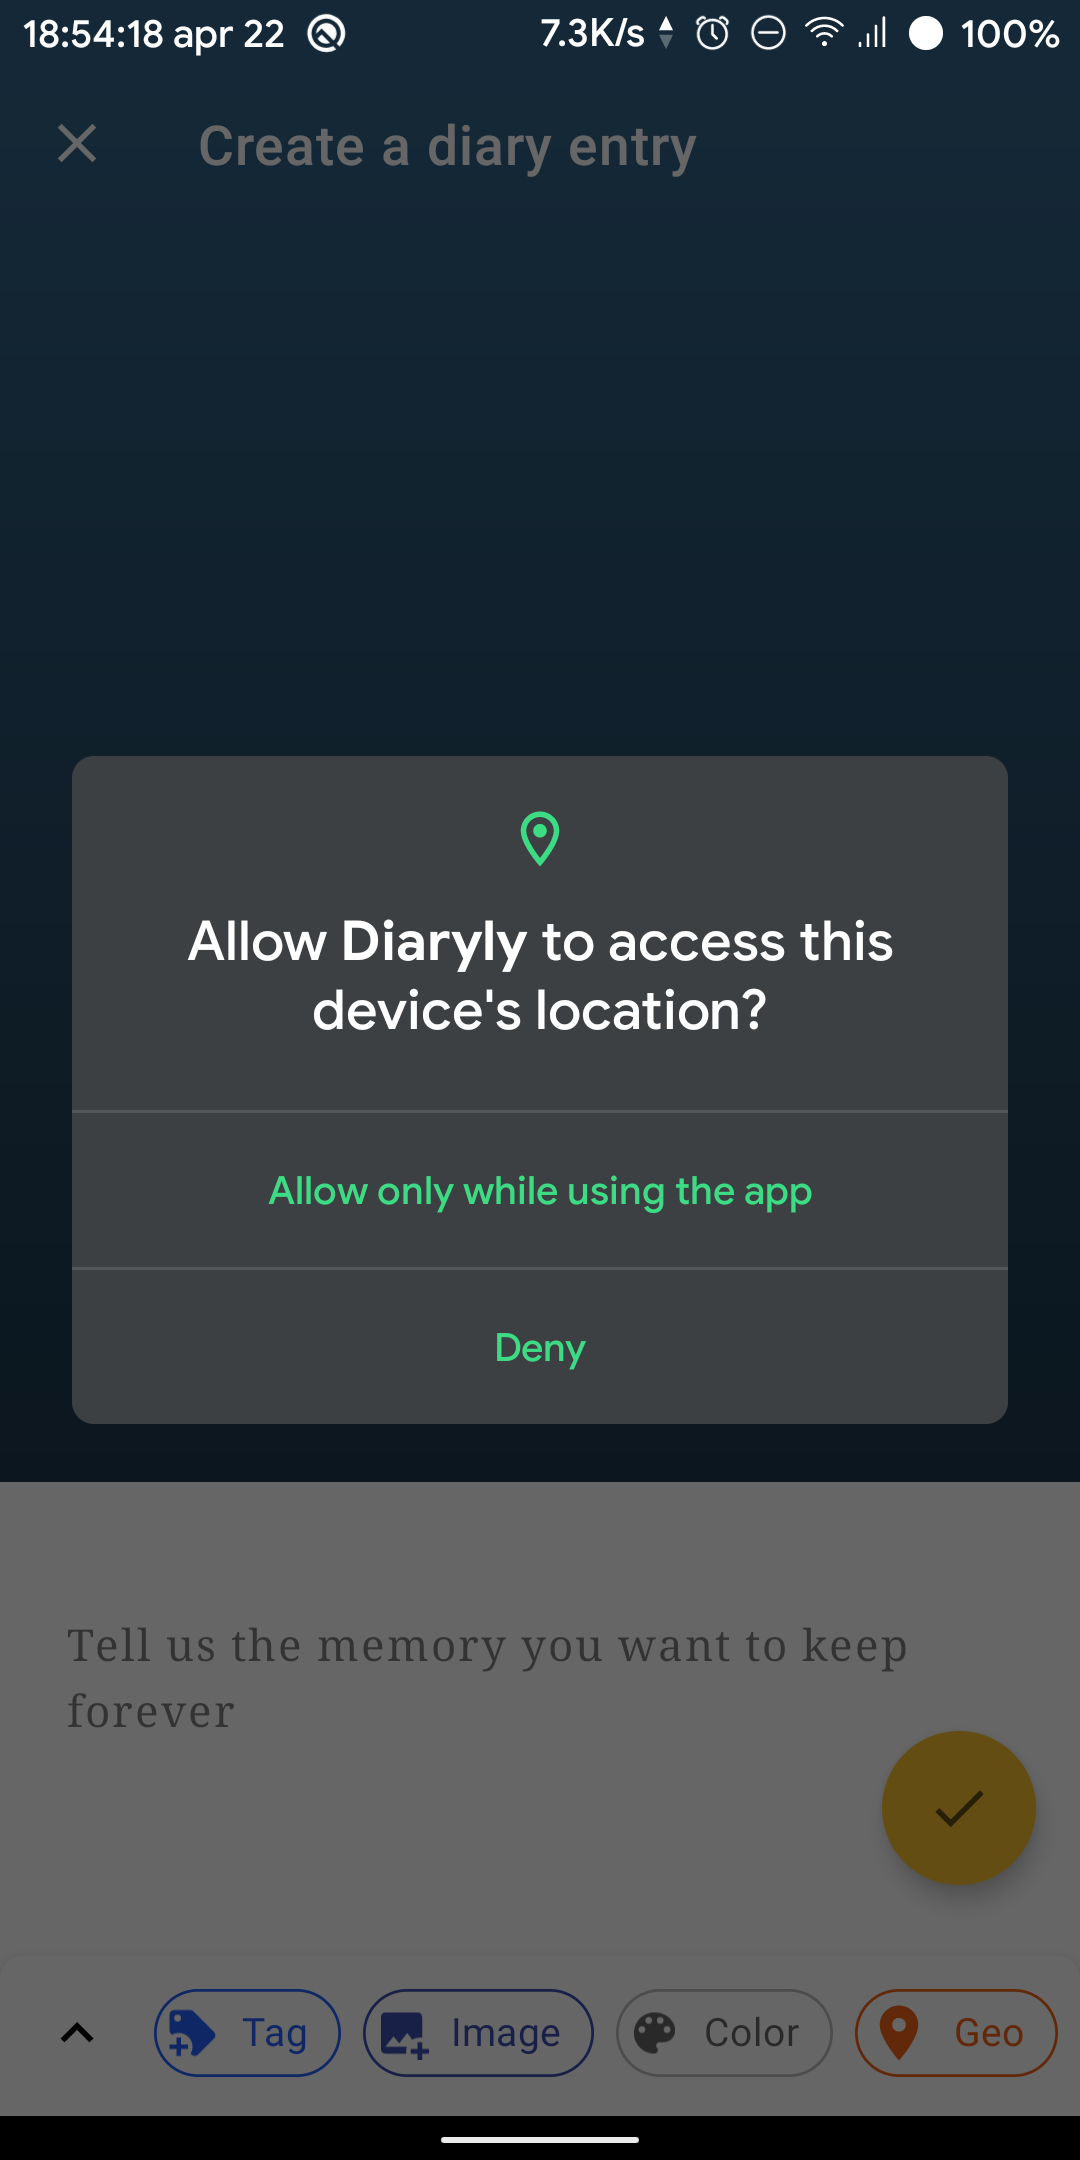 18:54:18 apr 22 7.3K/s 100%
Create a diary entry
Allow Diaryly to access this
device's location?
Allow only while using the app
Deny
Tell us the memory you want to keep
forever
Tag Image Color Geo